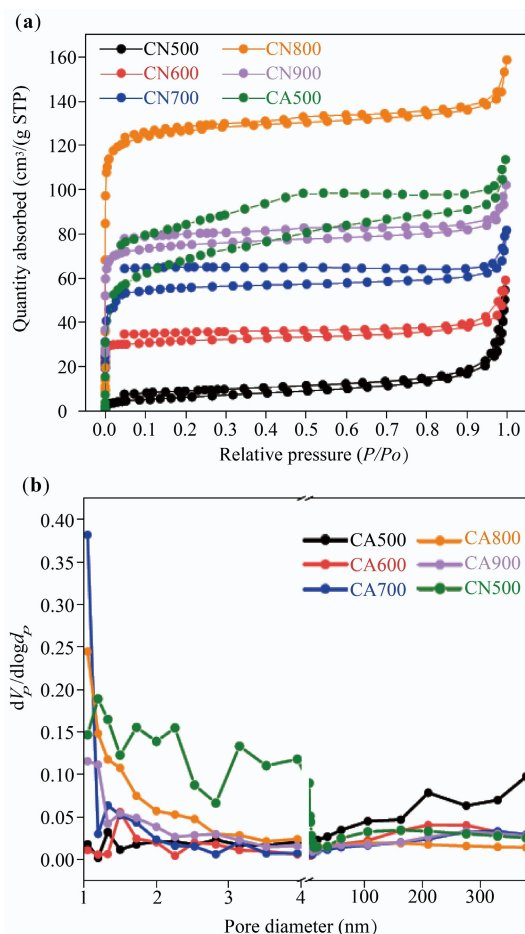 (a)
CN500
CN800
CN600
CN900
CN700
CA500
Quantity absorbed (cm³/(g STP)
160
140
120
100
80
60
40
20
0
0.0
0.1
0.2
0.3
0.4
0.5
0.6
0.7
0.8
0.9
1.0
Relative pressure (P/Po)
(b)
CA500
CA800
CA600
CA900
CA700
CN500
dVp/dlogdp
0.40
0.35
0.30
0.25
0.20
0.15
0.10
0.05
0.00
1
2
3
4
100
200
300
Pore diameter (nm)